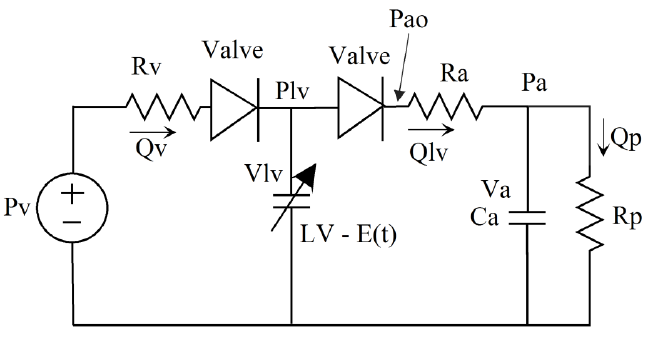 Pao
Valve
Valve
Rv
Ra
Plv
Pa
Qv
Qlv
Qp
Vlv
Va
Pv
+
−
Ca
Rp
LV - E(t)